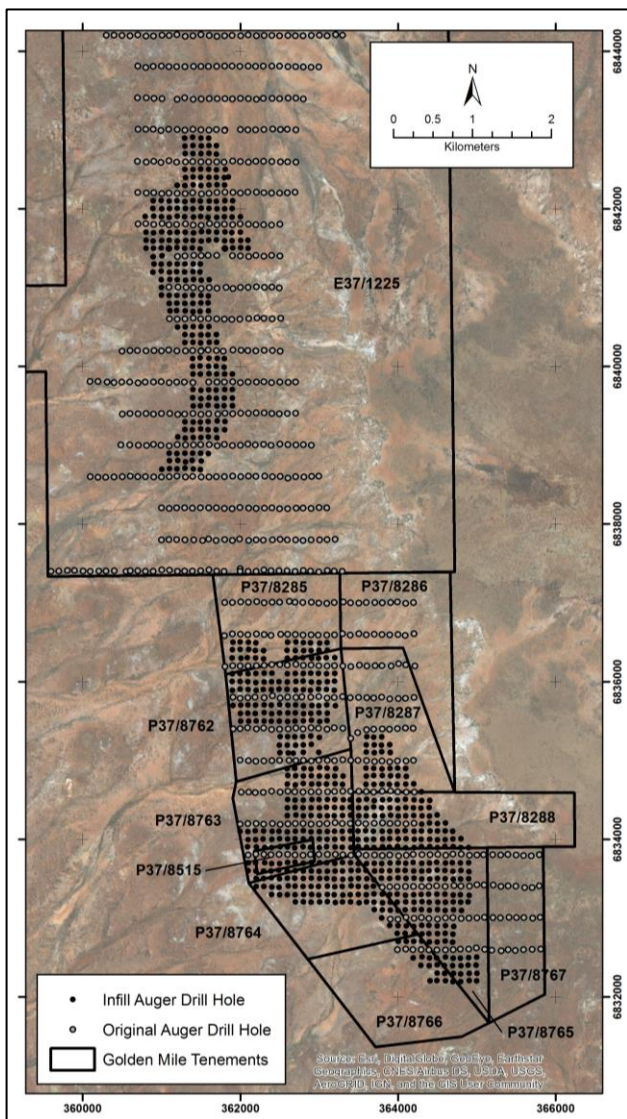 N
0 0.5 1 2
Kilometers
6844000
6842000
E37/1225
6840000
6838000
P37/8285
P37/8286
6836000
P37/8762
P37/8287
P37/8763
P37/8288
6834000
P37/8515
P37/8764
P37/8767
P37/8766
P37/8765
6832000
Infill Auger Drill Hole
Original Auger Drill Hole
Golden Mile Tenements
Source: Esri, DigitalGlobe, GeoEye, Earthstar
Geographics, CNES/Airbus DS, USDA, USGS,
AeroGRID, IGN, and the GIS User Community
360000 362000 364000 366000